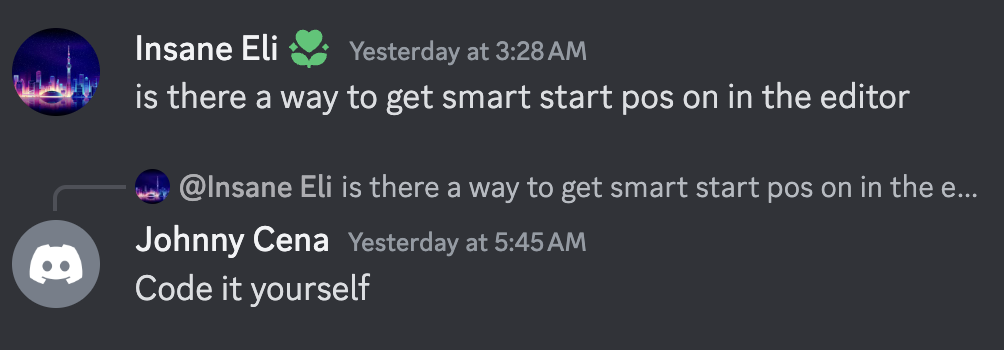 Insane Eli Yesterday at 3:28 AM
is there a way to get smart start pos on in the editor
@Insane Eli is there a way to get smart start pos on in the e...
Johnny Cena Yesterday at 5:45 AM
Code it yourself